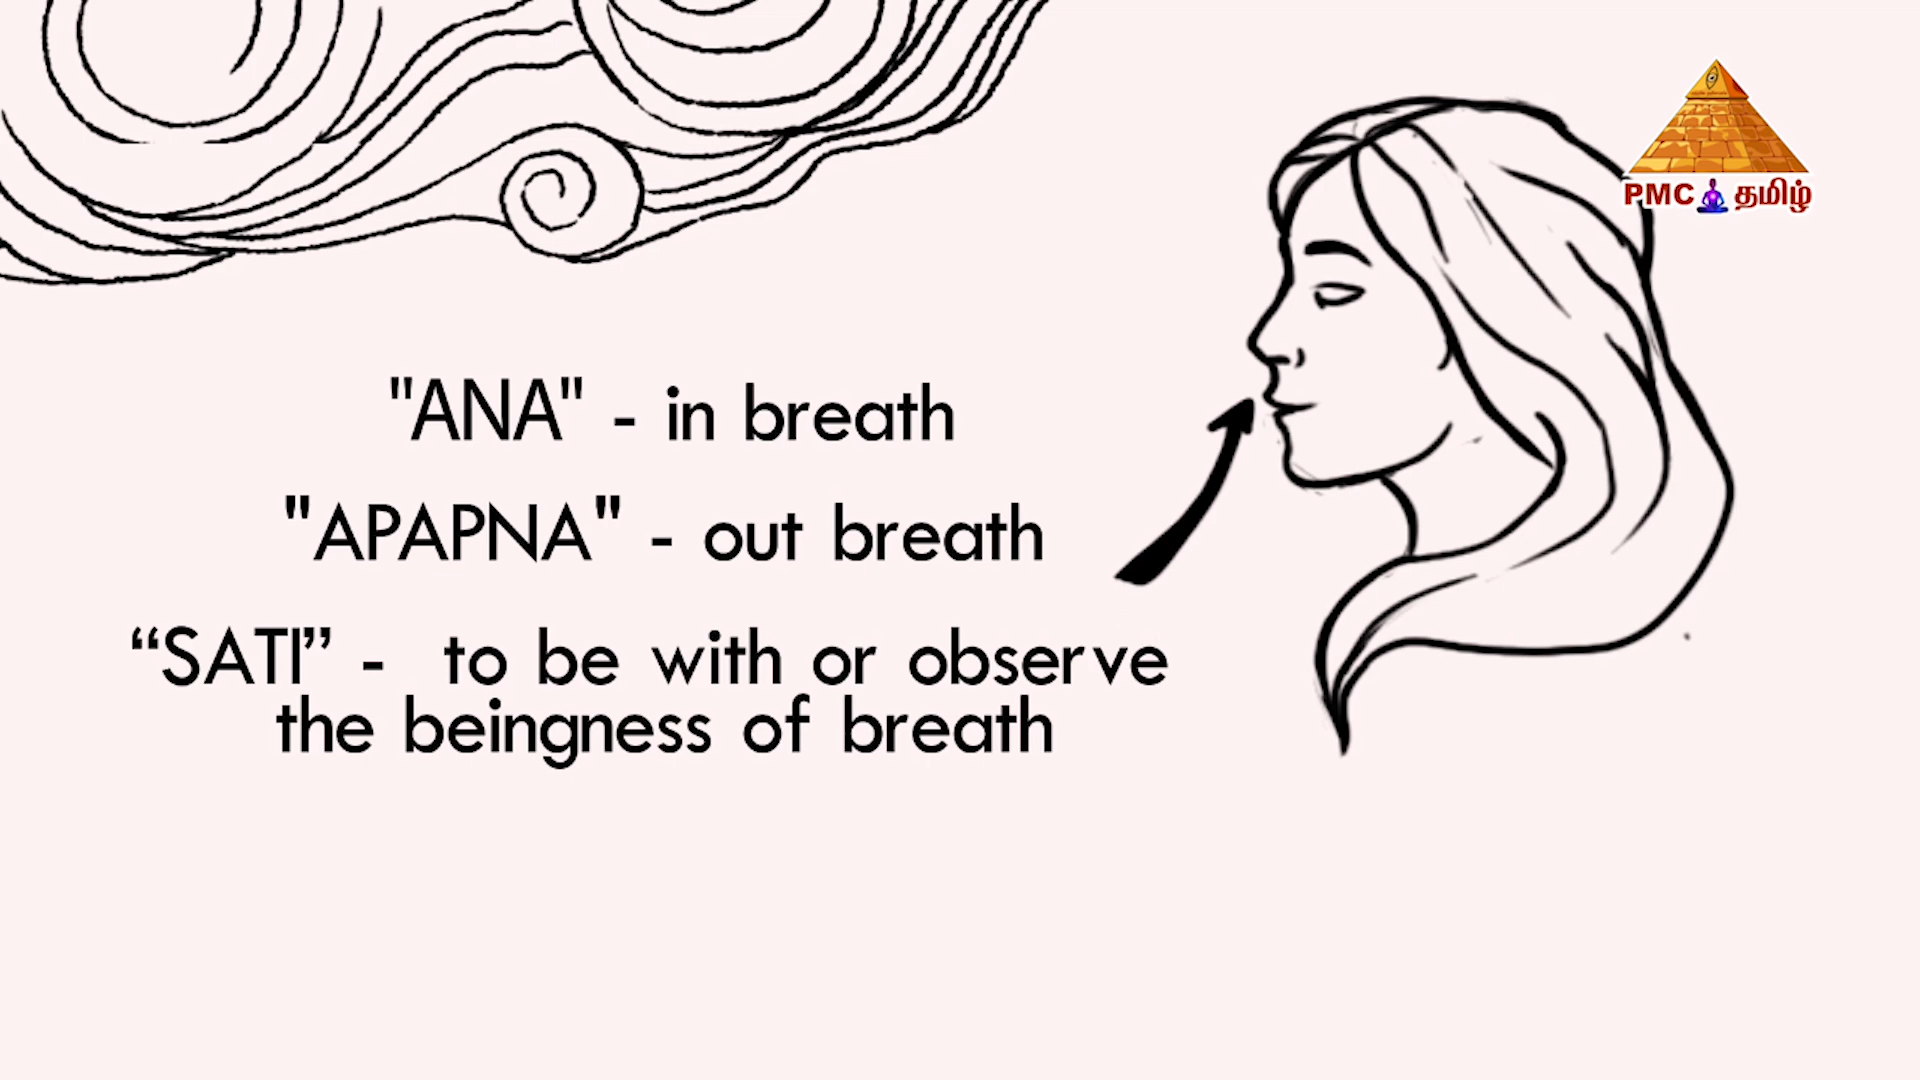 PMC தமிழ்
"ANA" - in breath
"APAPNA" - out breath
“SATI” - to be with or observe
the beingness of breath